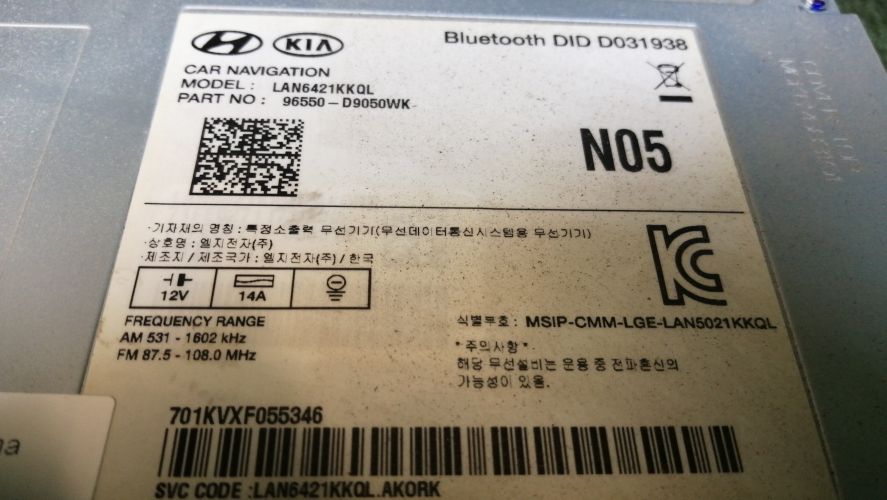 KIA
Bluetooth DID D031938
CAR NAVIGATION
MODEL : LAN6421KKQL
PART NO : 96550-D9050WK
N05
·기자재의 명칭 : 특정소출력 무선기기(무선데이터통신시스템용 무선기기)
·상호명 : 엘지전자(주)
·제조자 / 제조국가 : 엘지전자(주) / 한국
12V
14A
FREQUENCY RANGE
AM 531 - 1602 kHz
FM 87.5 - 108.0 MHz
식별부호 : MSIP-CMM-LGE-LAN5021KKQL
* 주의사항 *
해당 무선설비는 운용 중 전파혼신의
가능성이 있음.
701KVXF055346
SVC CODE :LAN6421KKQL.AKORK